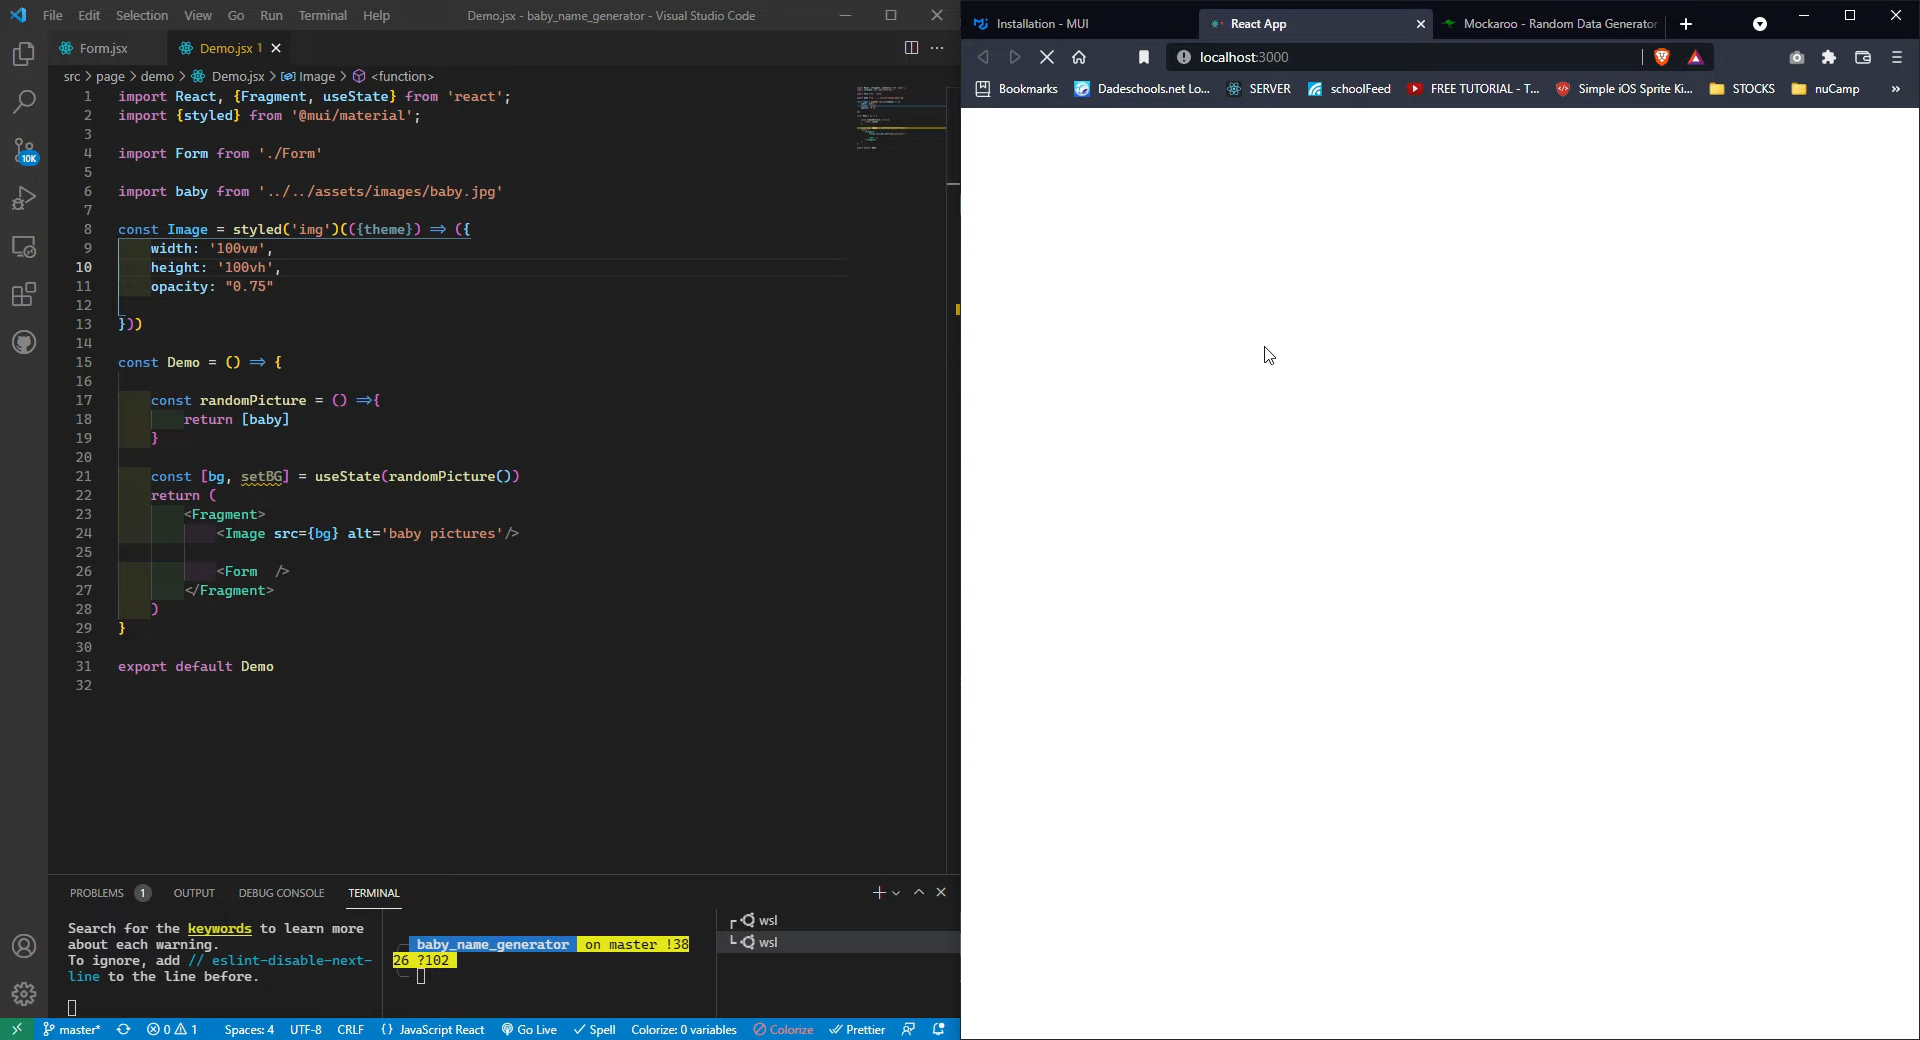 File Edit Selection View Go Run Terminal Help
Demo.jsx - baby_name_generator - Visual Studio Code
Form.jsx
Demo.jsx 1
src > page > demo > Demo.jsx > Image > <function>
1 import React, {Fragment, useState} from 'react';
2 import {styled} from '@mui/material';
3
4 import Form from './Form'
5
6 import baby from '../../assets/images/baby.jpg'
7
8 const Image = styled('img')(({theme}) => ({
9 width: '100vw',
10 height: '100vh',
11 opacity: "0.75"
12
13 }))
14
15 const Demo = () => {
16
17 const randomPicture = () =>{
18 return [baby]
19 }
20
21 const [bg, setBG] = useState(randomPicture())
22 return (
23 <Fragment>
24 <Image src={bg} alt='baby pictures'/>
25
26 <Form  />
27 </Fragment>
28 )
29 }
30
31 export default Demo
32
10K
PROBLEMS 1 OUTPUT DEBUG CONSOLE TERMINAL
Search for the keywords to learn more
about each warning.
To ignore, add // eslint-disable-next-
line to the line before.
baby_name_generator on master !38
26 ?102
wsl
wsl
master* 0 1 Spaces: 4 UTF-8 CRLF {} JavaScript React Go Live Spell Colorize: 0 variables Colorize Prettier
Installation - MUI
React App
Mockaroo - Random Data Generator
localhost:3000
Bookmarks Dadeschools.net Lo... SERVER schoolFeed FREE TUTORIAL - T... Simple iOS Sprite Ki... STOCKS nuCamp »